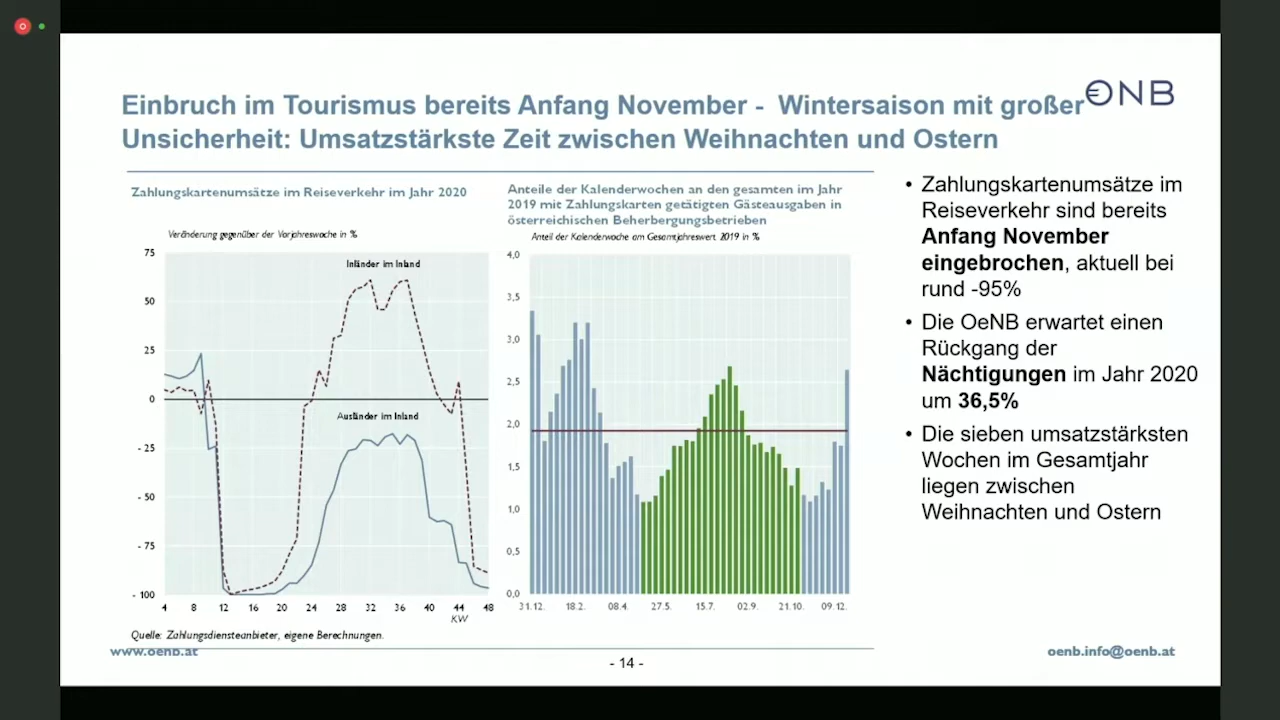 Einbruch im Tourismus bereits Anfang November - Wintersaison mit großer
Unsicherheit: Umsatzstärkste Zeit zwischen Weihnachten und Ostern
€NB
Zahlungskartenumsätze im Reiseverkehr im Jahr 2020
Veränderung gegenüber der Vorjahreswoche in %
75
50
25
0
- 25
- 50
- 75
- 100
Inländer im Inland
Ausländer im Inland
4 8 12 16 20 24 28 32 36 40 44 48
KW
Quelle: Zahlungsdiensteanbieter, eigene Berechnungen.
Anteile der Kalenderwochen an den gesamten im Jahr
2019 mit Zahlungskarten getätigten Gästeausgaben in
österreichischen Beherbergungsbetrieben
Anteil der Kalenderwoche am Gesamtjahreswert 2019 in %
4,0
3,5
3,0
2,5
2,0
1,5
1,0
0,5
0,0
31.12. 18.2. 08.4. 27.5. 15.7. 02.9. 21.10. 09.12.
• Zahlungskartenumsätze im
Reiseverkehr sind bereits
Anfang November
eingebrochen, aktuell bei
rund -95%
• Die OeNB erwartet einen
Rückgang der
Nächtigungen im Jahr 2020
um 36,5%
• Die sieben umsatzstärksten
Wochen im Gesamtjahr
liegen zwischen
Weihnachten und Ostern
www.oenb.at
- 14 -
oenb.info@oenb.at